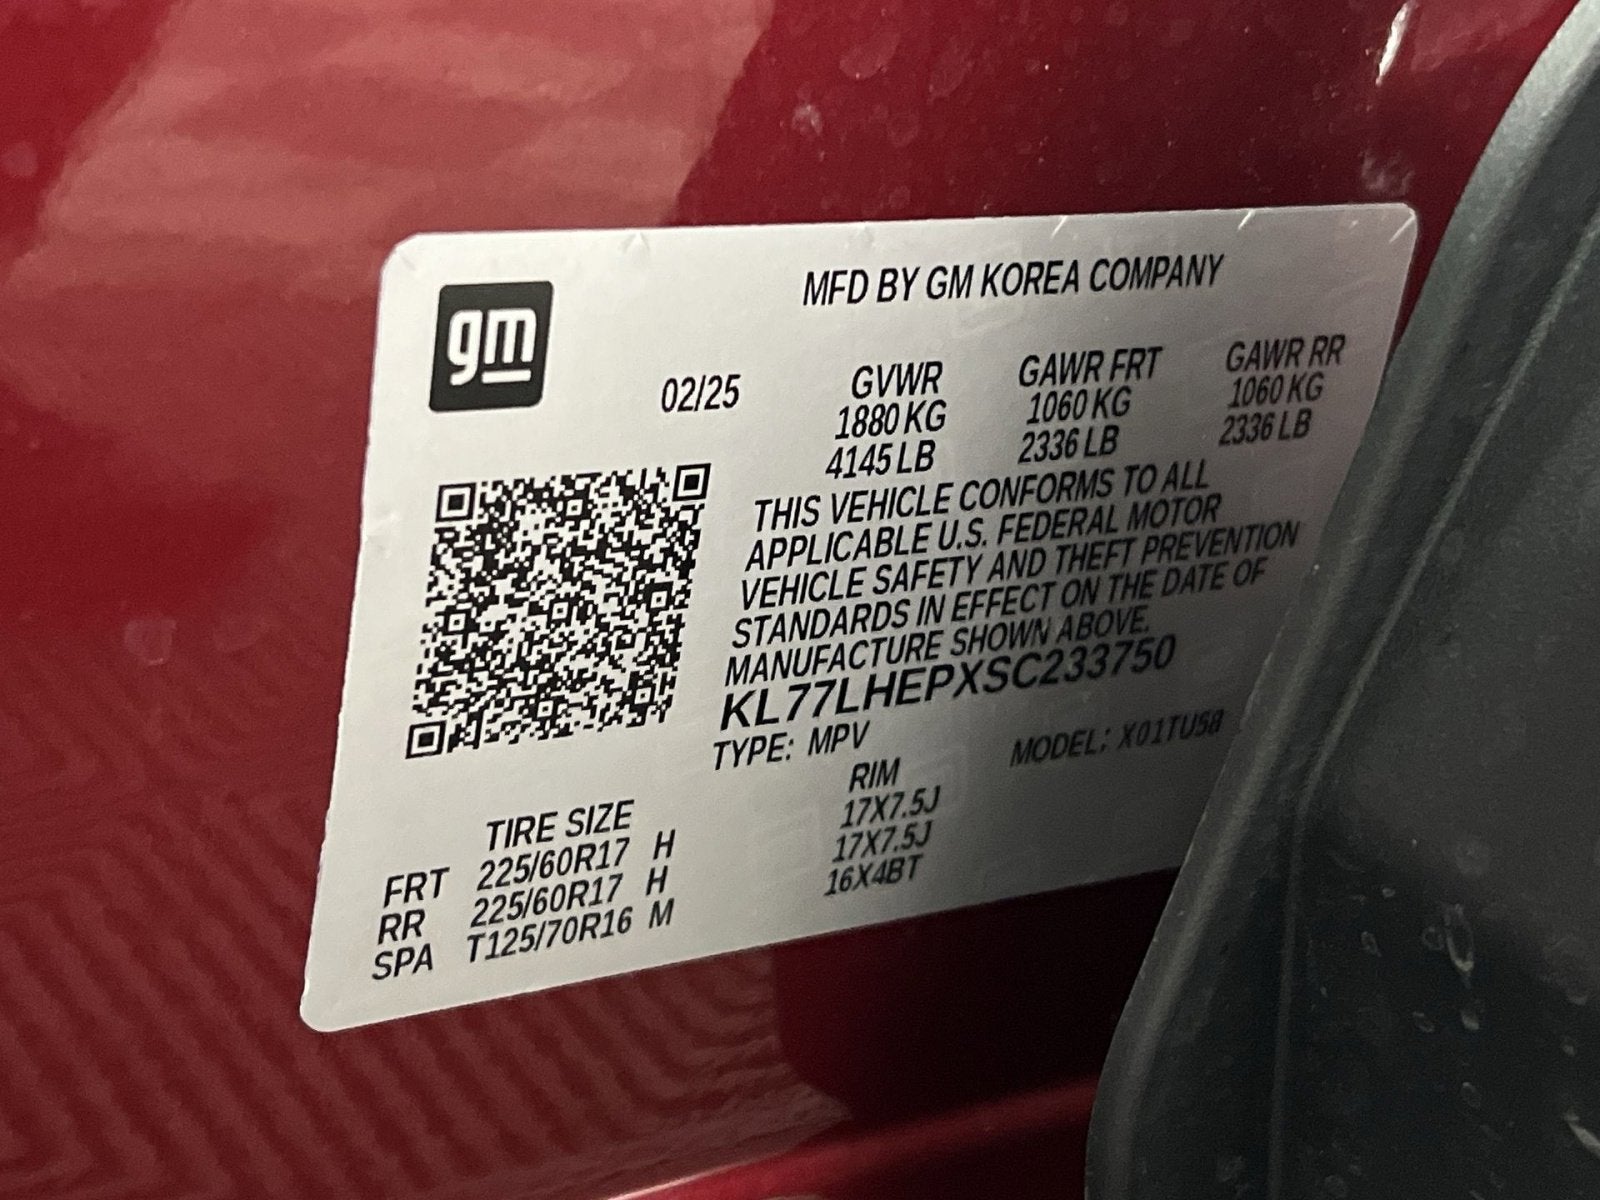 gm
MFD BY GM KOREA COMPANY
02/25 GVWR GAWR FRT GAWR RR
1880 KG 1060 KG 1060 KG
4145 LB 2336 LB 2336 LB
THIS VEHICLE CONFORMS TO ALL
APPLICABLE U.S. FEDERAL MOTOR
VEHICLE SAFETY AND THEFT PREVENTION
STANDARDS IN EFFECT ON THE DATE OF
MANUFACTURE SHOWN ABOVE.
KL77LHEPXSC233750
TYPE: MPV MODEL: X01TU58
TIRE SIZE RIM
FRT 225/60R17 H 17X7.5J
RR 225/60R17 H 17X7.5J
SPA T125/70R16 M 16X4BT